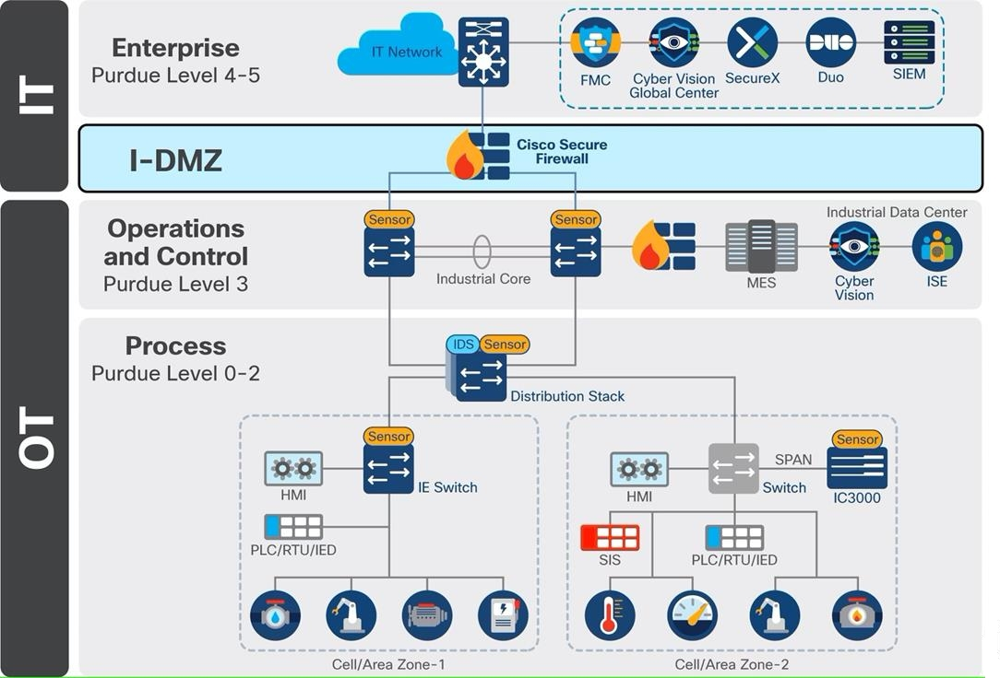 IT
Enterprise
Purdue Level 4-5
IT Network
FMC
Cyber Vision
Global Center
SecureX
DUO
Duo
SIEM
I-DMZ
Cisco Secure
Firewall
OT
Operations
and Control
Purdue Level 3
Sensor
Sensor
Industrial Core
Industrial Data Center
MES
Cyber
Vision
ISE
Process
Purdue Level 0-2
IDS
Sensor
Distribution Stack
Sensor
HMI
IE Switch
PLC/RTU/IED
Cell/Area Zone-1
HMI
SPAN
Switch
Sensor
IC3000
SIS
PLC/RTU/IED
Cell/Area Zone-2